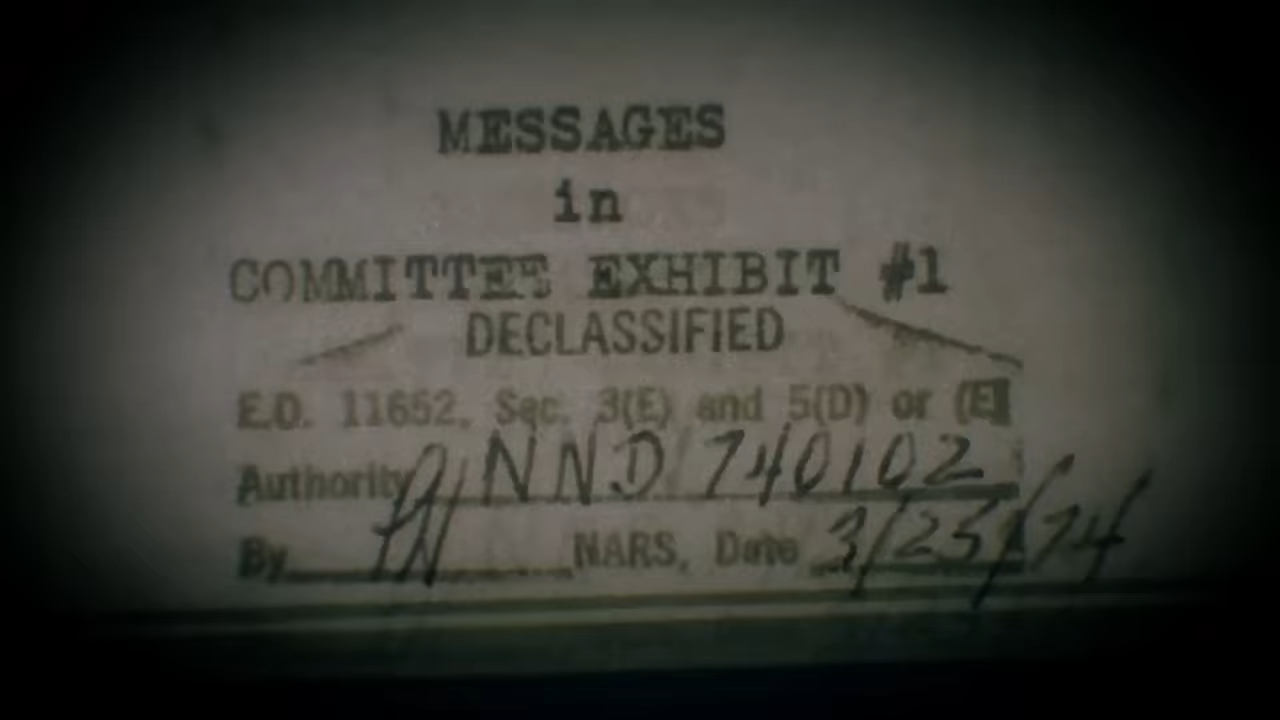 MESSAGES
in
COMMITTEE EXHIBIT #1
DECLASSIFIED
E.O. 11652, Sec. 3(E) and 5(D) or (E)
Authority NND 740102
By NARS, Date 3/25/74